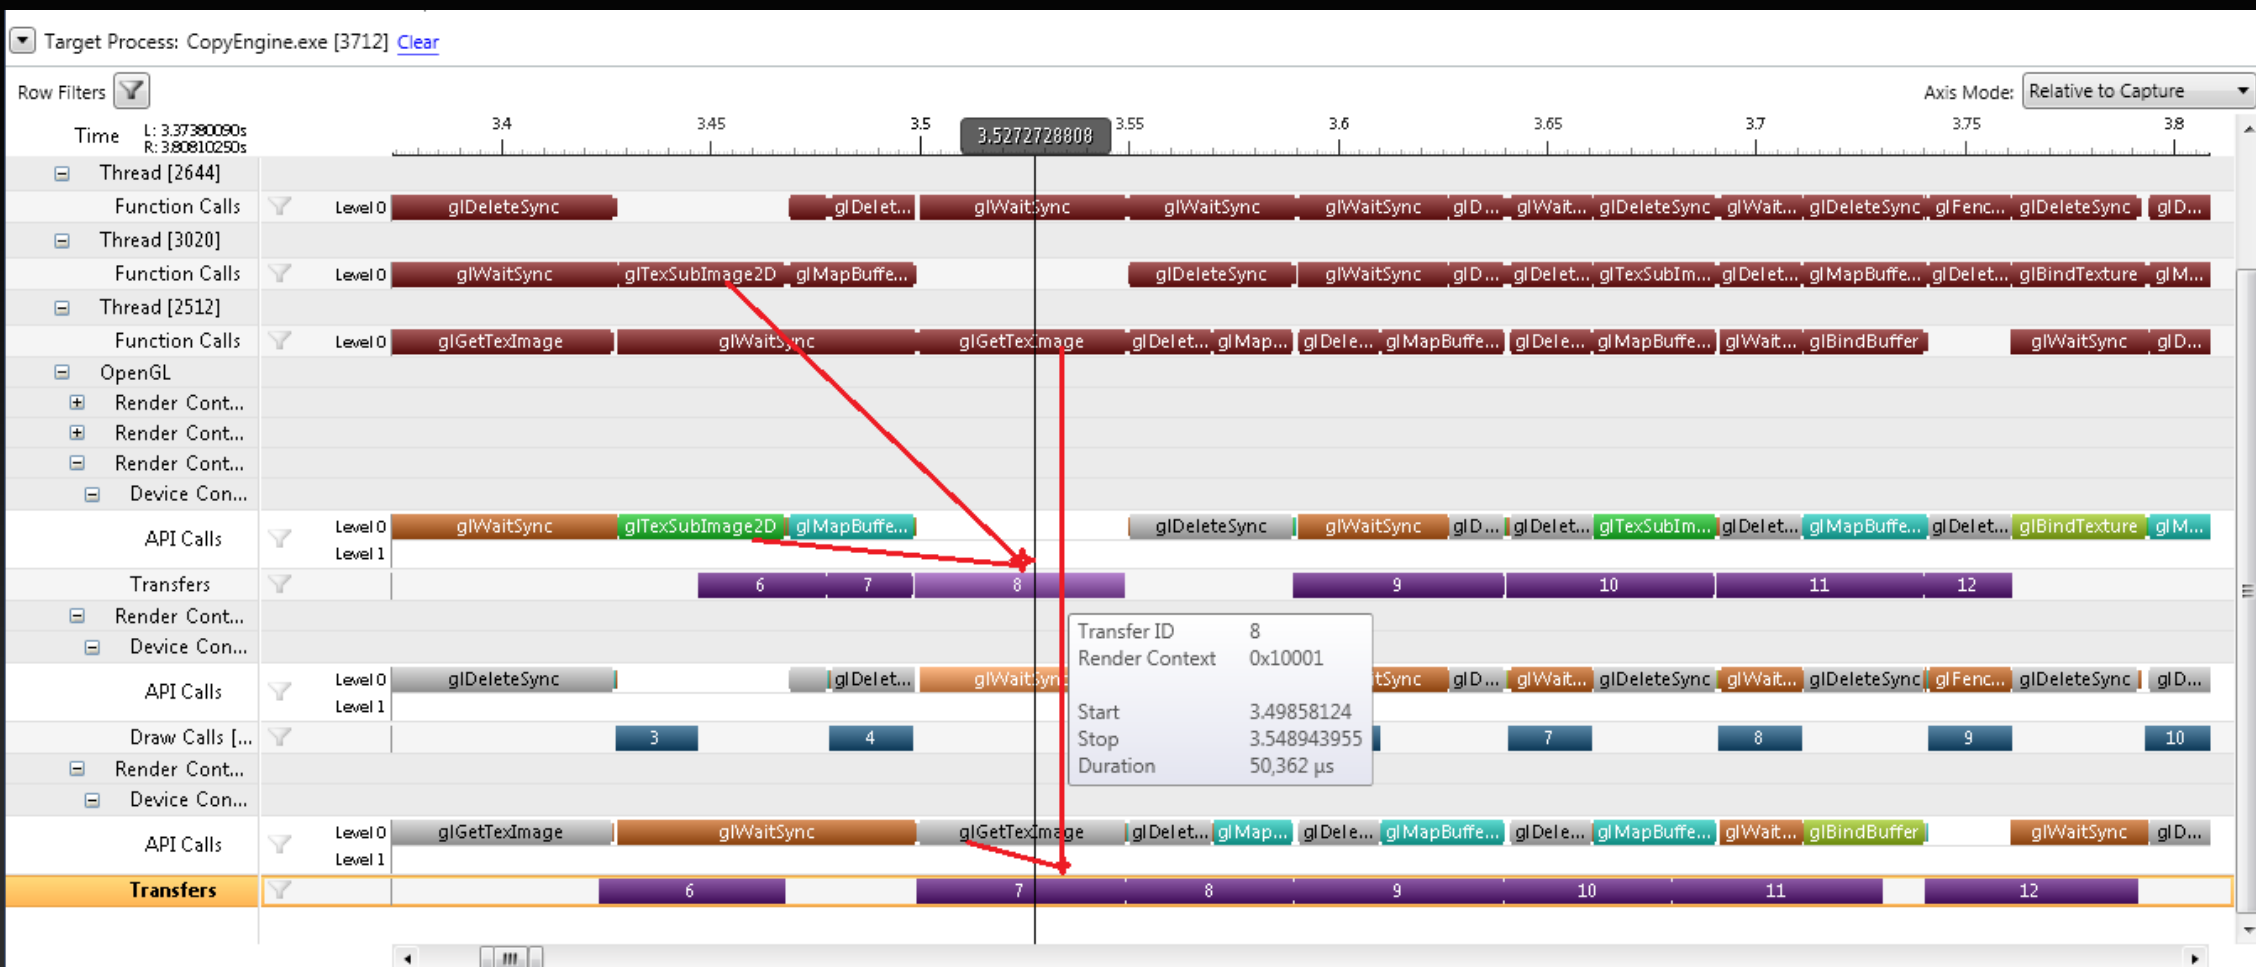 Target Process: CopyEngine.exe [3712] Clear
Row Filters
Axis Mode: Relative to Capture
Time L: 3.37380090s R: 3.80810250s
3.4 3.45 3.5 3.5272728808 3.55 3.6 3.65 3.7 3.75 3.8
Thread [2644]
Function Calls Level 0 glDeleteSync glDelet... glWaitSync glWaitSync glWaitSync glD... glWait... glDeleteSync glWait... glDeleteSync glFenc... glDeleteSync glD...
Thread [3020]
Function Calls Level 0 glWaitSync glTexSubImage2D glMapBuffe... glDeleteSync glWaitSync glD... glDelet... glTexSubIm... glDelet... glMapBuffe... glDelet... glBindTexture glM...
Thread [2512]
Function Calls Level 0 glGetTexImage glWaitSync glGetTexImage glDelet... glMap... glDele... glMapBuffe... glDele... glMapBuffe... glWait... glBindBuffer glWaitSync glD...
OpenGL
Render Cont...
Render Cont...
Render Cont...
Device Con...
API Calls Level 0 glWaitSync glTexSubImage2D glMapBuffe... glDeleteSync glWaitSync glD... glDelet... glTexSubIm... glDelet... glMapBuffe... glDelet... glBindTexture glM...
Level 1
Transfers 6 7 8 9 10 11 12
Render Cont...
Device Con...
API Calls Level 0 glDeleteSync glDelet... glWaitSync tSync glD... glWait... glDeleteSync glWait... glDeleteSync glFenc... glDeleteSync glD...
Level 1
Draw Calls [... 3 4 7 8 9 10
Transfer ID 8
Render Context 0x10001
Start 3.49858124
Stop 3.548943955
Duration 50,362 µs
Render Cont...
Device Con...
API Calls Level 0 glGetTexImage glWaitSync glGetTexImage glDelet... glMap... glDele... glMapBuffe... glDele... glMapBuffe... glWait... glBindBuffer glWaitSync glD...
Level 1
Transfers 6 7 8 9 10 11 12